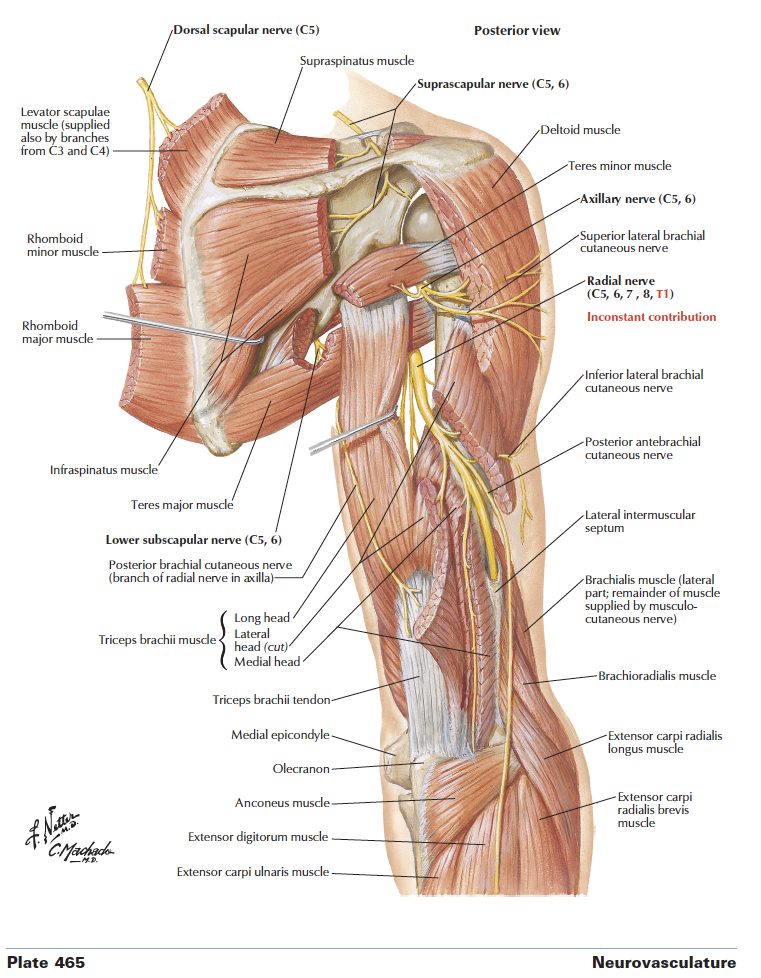 Dorsal scapular nerve (C5)
Posterior view
Supraspinatus muscle
Suprascapular nerve (C5, 6)
Levator scapulae
muscle (supplied
also by branches
from C3 and C4)
Deltoid muscle
Teres minor muscle
Axillary nerve (C5, 6)
Rhomboid
minor muscle
Superior lateral brachial
cutaneous nerve
Radial nerve
(C5, 6, 7 , 8, T1)
Inconstant contribution
Rhomboid
major muscle
Inferior lateral brachial
cutaneous nerve
Posterior antebrachial
cutaneous nerve
Infraspinatus muscle
Teres major muscle
Lateral intermuscular
septum
Lower subscapular nerve (C5, 6)
Posterior brachial cutaneous nerve
(branch of radial nerve in axilla)
Brachialis muscle (lateral
part; remainder of muscle
supplied by musculo-
cutaneous nerve)
Triceps brachii muscle
Long head
Lateral
head (cut)
Medial head
Brachioradialis muscle
Triceps brachii tendon
Medial epicondyle
Extensor carpi radialis
longus muscle
Olecranon
Anconeus muscle
Extensor carpi
radialis brevis
muscle
Extensor digitorum muscle
Extensor carpi ulnaris muscle
F. Netter
M.D.
C. Machado
M.D.
Plate 465
Neurovasculature